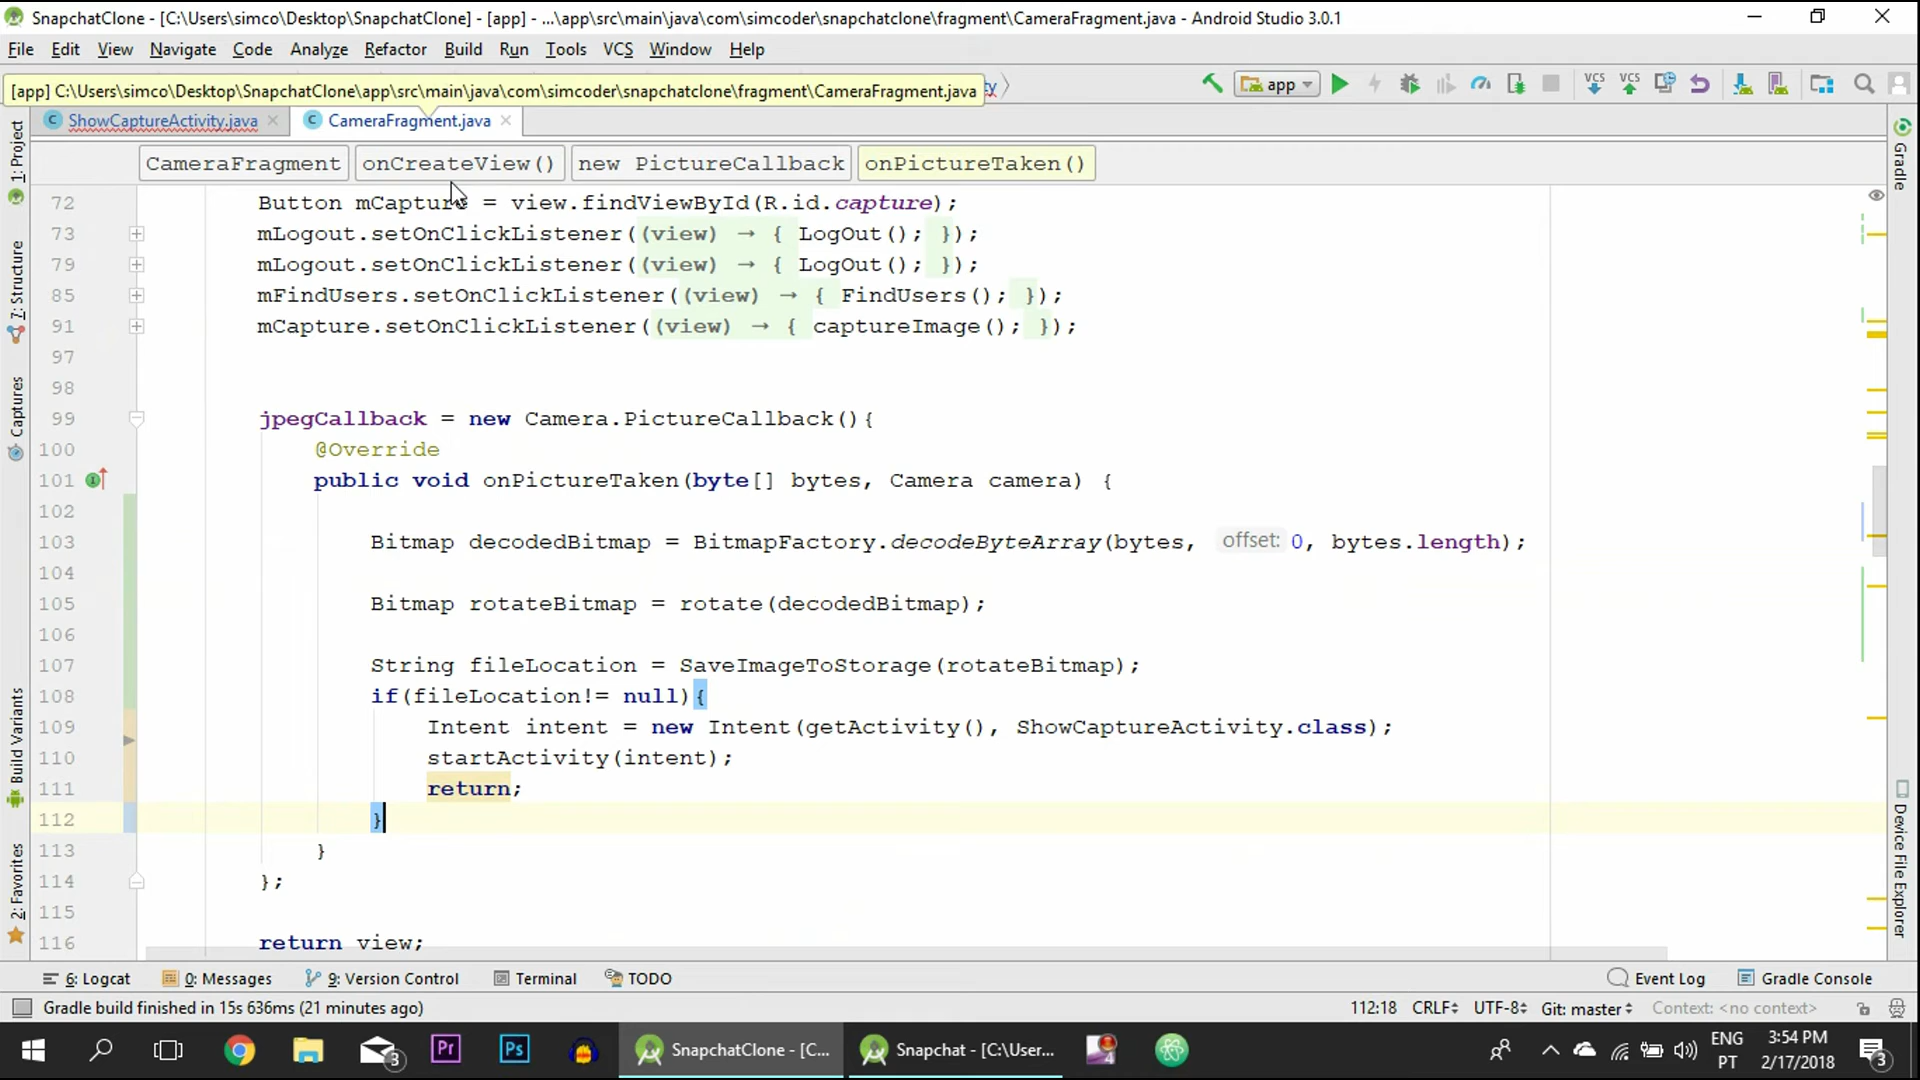 SnapchatClone - [C:\Users\simco\Desktop\SnapchatClone] - [app] - ...\app\src\main\java\com\simcoder\snapchatclone\fragment\CameraFragment.java - Android Studio 3.0.1
File Edit View Navigate Code Analyze Refactor Build Run Tools VCS Window Help
[app] C:\Users\simco\Desktop\SnapchatClone\app\src\main\java\com\simcoder\snapchatclone\fragment\CameraFragment.java
app
VCS VCS
ShowCaptureActivity.java CameraFragment.java
CameraFragment onCreateView() new PictureCallback onPictureTaken()
72 Button mCapture = view.findViewById(R.id.capture);
73 mLogout.setOnClickListener((view) → { LogOut(); });
79 mLogout.setOnClickListener((view) → { LogOut(); });
85 mFindUsers.setOnClickListener((view) → { FindUsers(); });
91 mCapture.setOnClickListener((view) → { captureImage(); });
97
98
99 jpegCallback = new Camera.PictureCallback(){
100 @Override
101 public void onPictureTaken(byte[] bytes, Camera camera) {
102
103 Bitmap decodedBitmap = BitmapFactory.decodeByteArray(bytes, offset: 0, bytes.length);
104
105 Bitmap rotateBitmap = rotate(decodedBitmap);
106
107 String fileLocation = SaveImageToStorage(rotateBitmap);
108 if(fileLocation!= null){
109 Intent intent = new Intent(getActivity(), ShowCaptureActivity.class);
110 startActivity(intent);
111 return;
112 }
113 }
114 };
115
116 return view;
1: Project
7: Structure
Captures
Build Variants
2: Favorites
Gradle
Device File Explorer
6: Logcat 0: Messages 9: Version Control Terminal TODO Event Log Gradle Console
Gradle build finished in 15s 636ms (21 minutes ago) 112:18 CRLF UTF-8 Git: master Context: <no context>
3 Pr Ps SnapchatClone - [C... Snapchat - [C:\User... 4 ENG 3:54 PM
PT 2/17/2018 3